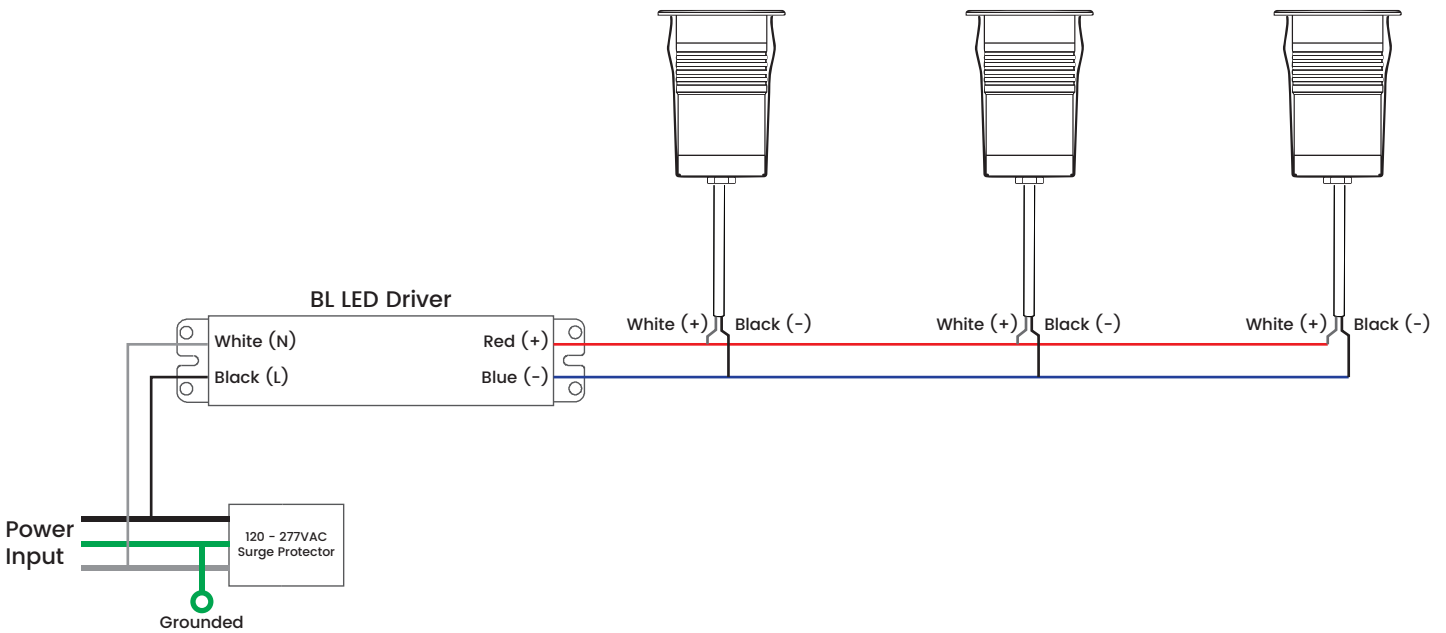 BL LED Driver
White (N)
Red (+)
Black (L)
Blue (-)
White (+)
Black (-)
White (+)
Black (-)
White (+)
Black (-)
Power
Input
120 - 277VAC
Surge Protector
Grounded